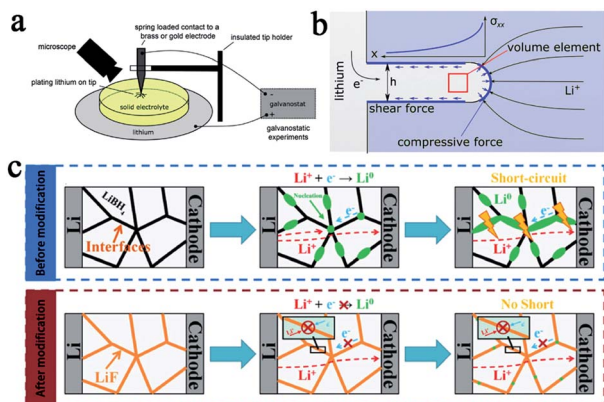 a
spring loaded contact to a
brass or gold electrode
insulated tip holder
microscope
plating lithium on tip
solid electrolyte
lithium
-
+
galvanostat
galvanostatic
experiments
b
σxx
x
volume element
lithium
e-
h
Li+
shear force
compressive force
c
Before modification
Li
LiBH4
Interfaces
Cathode
Li+ + e- → Li0
Li
Nucleation
e-
Li+
Cathode
Short-circuit
Li
Li0
e-
Li+
Cathode
After modification
Li
LiF
Cathode
Li+ + e- Li0
Li
e-
Li+
Cathode
No Short
Li
e-
Li+
Cathode